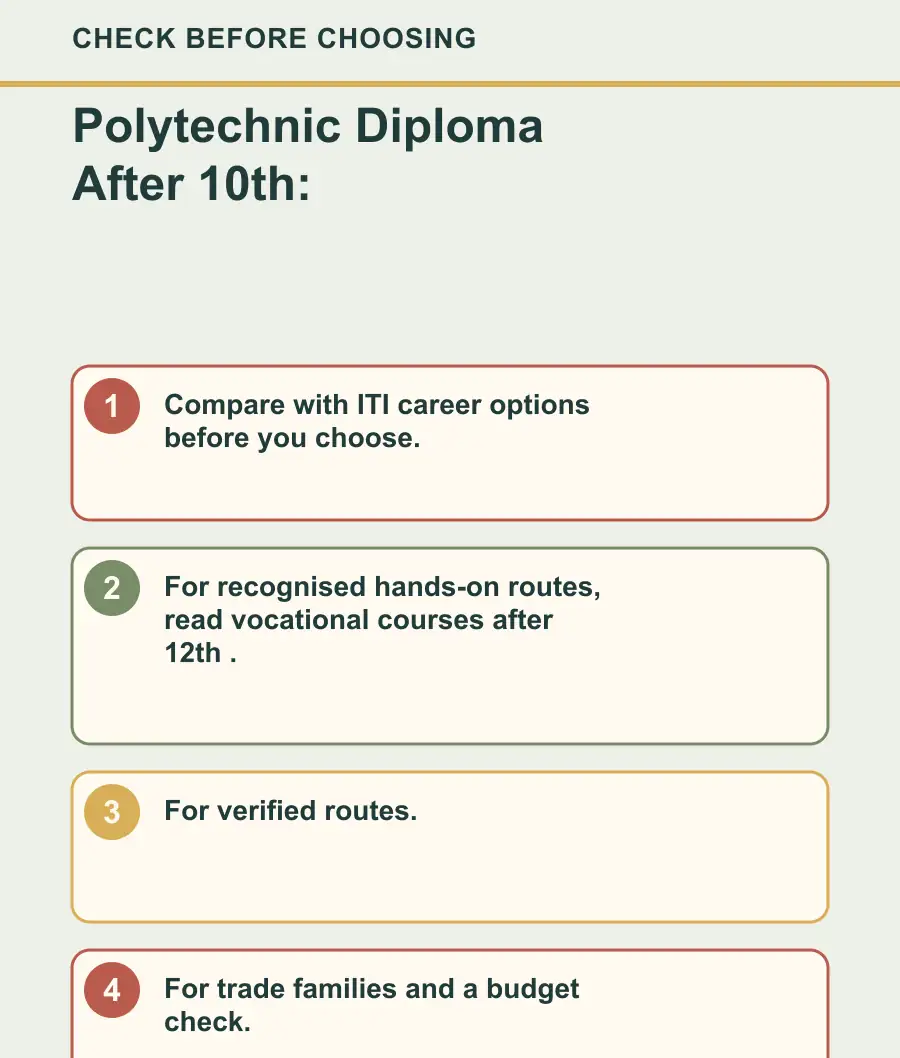 CHECK BEFORE CHOOSING
Polytechnic Diploma
After 10th:
1
Compare with ITI career options
before you choose.
2
For recognised hands-on routes,
read vocational courses after
12th .
3
For verified routes.
4
For trade families and a budget
check.